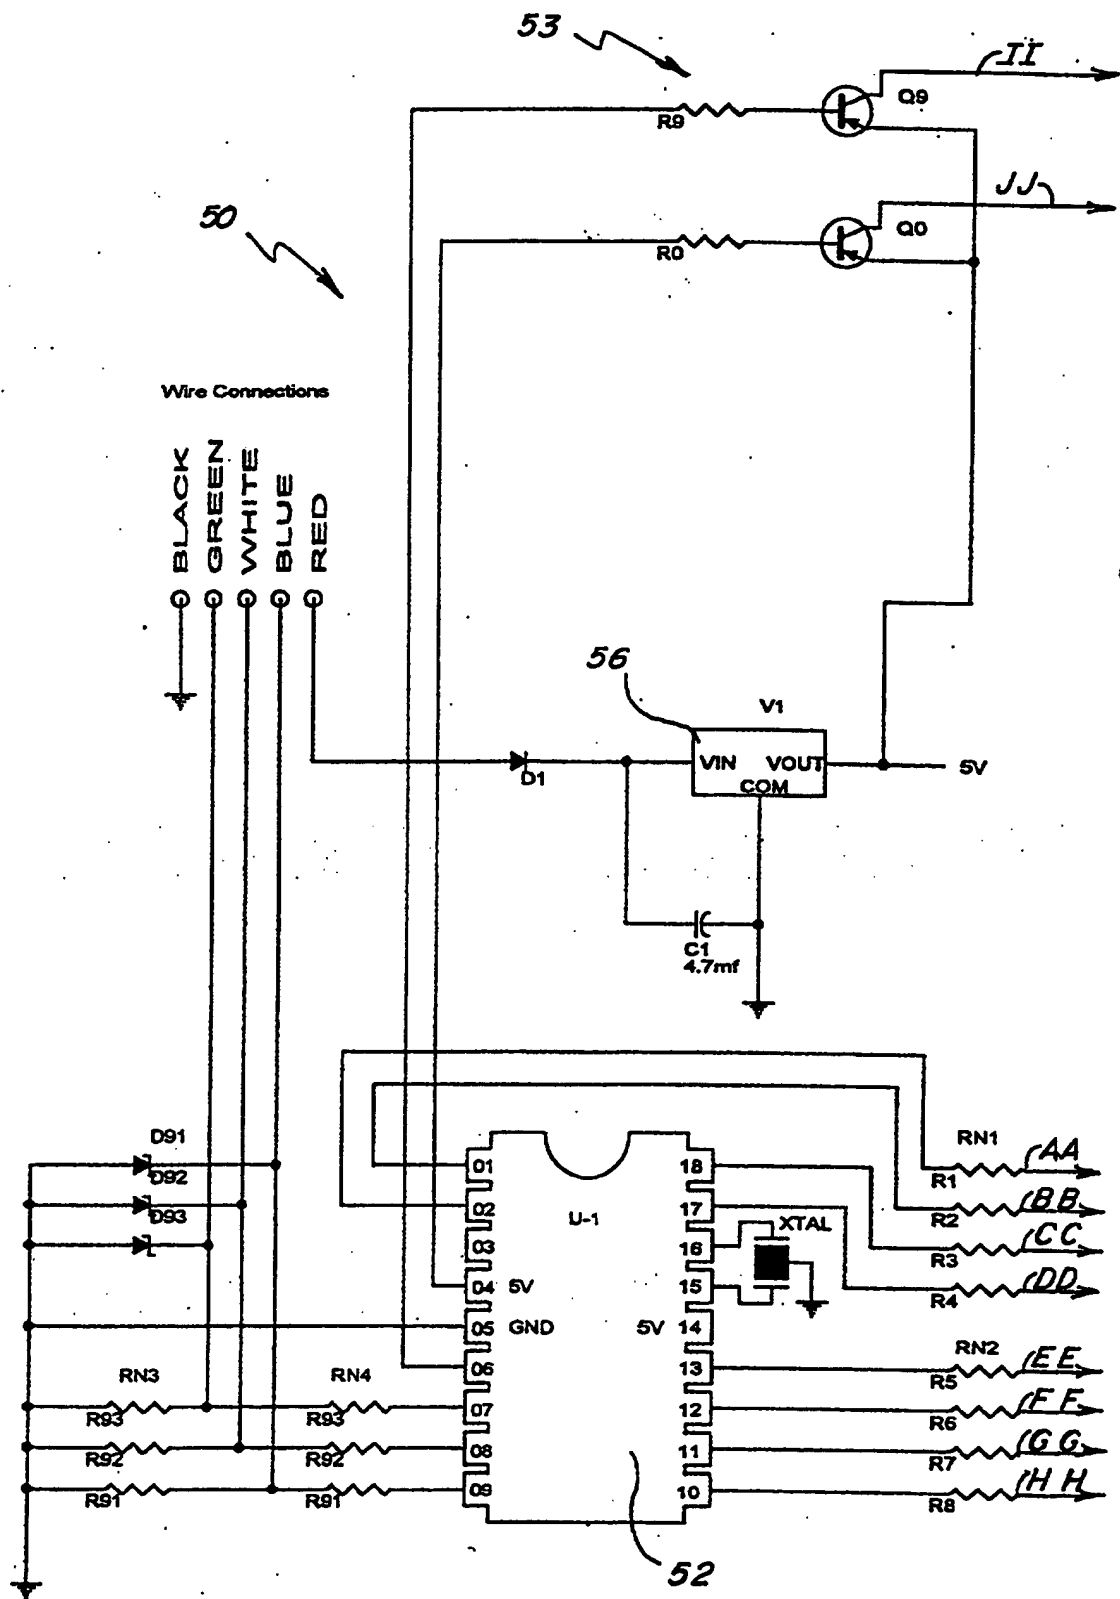 53
II
Q9
R9
50
JJ
Q0
R0
Wire Connections
BLACK
GREEN
WHITE
BLUE
RED
56
V1
VIN
VOUT
COM
5V
D1
C1
4.7mf
D91
D92
D93
RN1
AA
R1
BB
R2
CC
R3
DD
R4
01
18
02
17
U-1
XTAL
03
16
04
5V
15
05
GND
5V
14
06
13
RN2
EE
R5
RN3
RN4
07
12
FF
R6
R93
R93
08
11
GG
R7
R92
R92
09
10
HH
R8
R91
R91
52